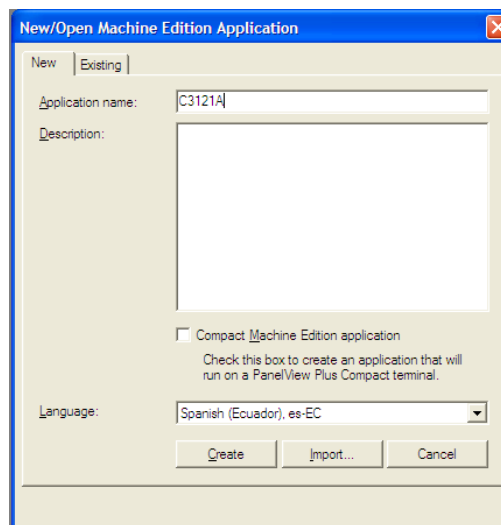 New/Open Machine Edition Application
New
Existing
Application name:
C3121A
Description:
Compact Machine Edition application
Check this box to create an application that will
run on a PanelView Plus Compact terminal.
Language:
Spanish (Ecuador), es-EC
Create
Import...
Cancel